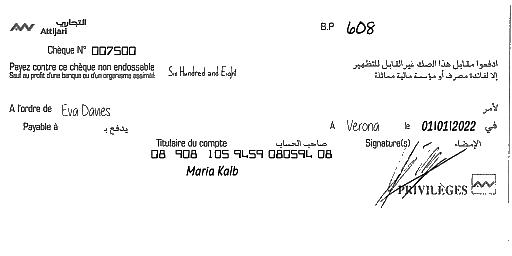 التجاري
Attijari
B.P 608
Chèque N° 007500
Payez contre ce chèque non endossable
Sauf au profit d'une banque ou d'un organisme assimilé
Six Hundred and Eight
ادفعوا مقابل هذا الصك غير القابل للتظهير
إلا لفائدة مصرف أو مؤسسة مالية مماثلة
A l'ordre de Eva Davies لأمر
Payable à يدفع بـ
A Verona le 01/01/2022 في
Titulaire du compte صاحب الحساب
Signature(s) الإمضاء
08 908 105 9459 080594 08
Maria Kalb
PRIVILÈGES